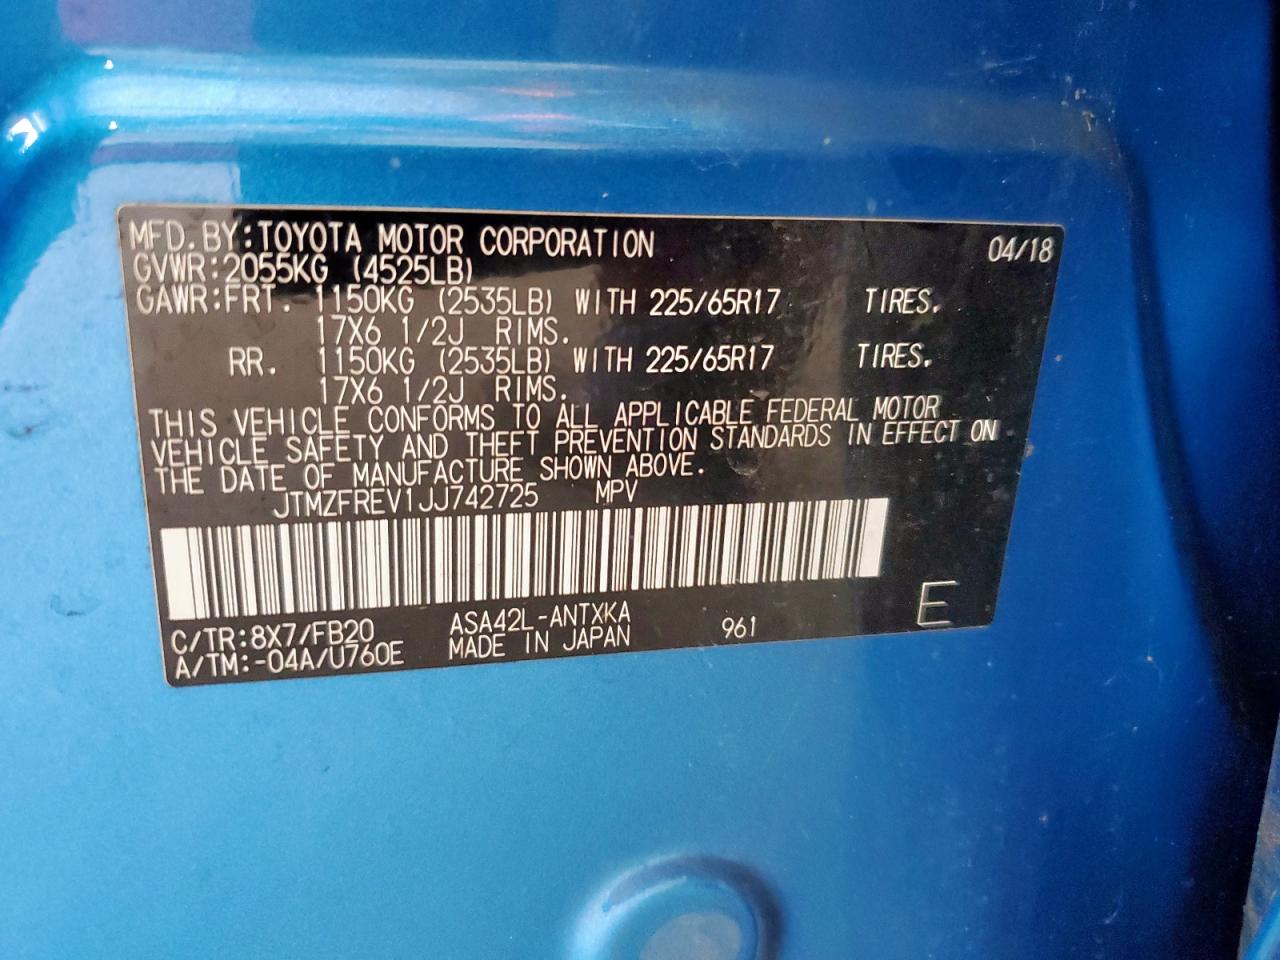 MFD.BY:TOYOTA MOTOR CORPORATION 04/18
GVWR:2055KG (4525LB)
GAWR:FRT. 1150KG (2535LB) WITH 225/65R17 TIRES.
17X6 1/2J RIMS.
RR. 1150KG (2535LB) WITH 225/65R17 TIRES.
17X6 1/2J RIMS.
THIS VEHICLE CONFORMS TO ALL APPLICABLE FEDERAL MOTOR
VEHICLE SAFETY AND THEFT PREVENTION STANDARDS IN EFFECT ON
THE DATE OF MANUFACTURE SHOWN ABOVE.
JTMZFREV1JJ742725 MPV
C/TR:8X7/FB20 ASA42L-ANTXKA 961 E
A/TM:-04A/U760E MADE IN JAPAN